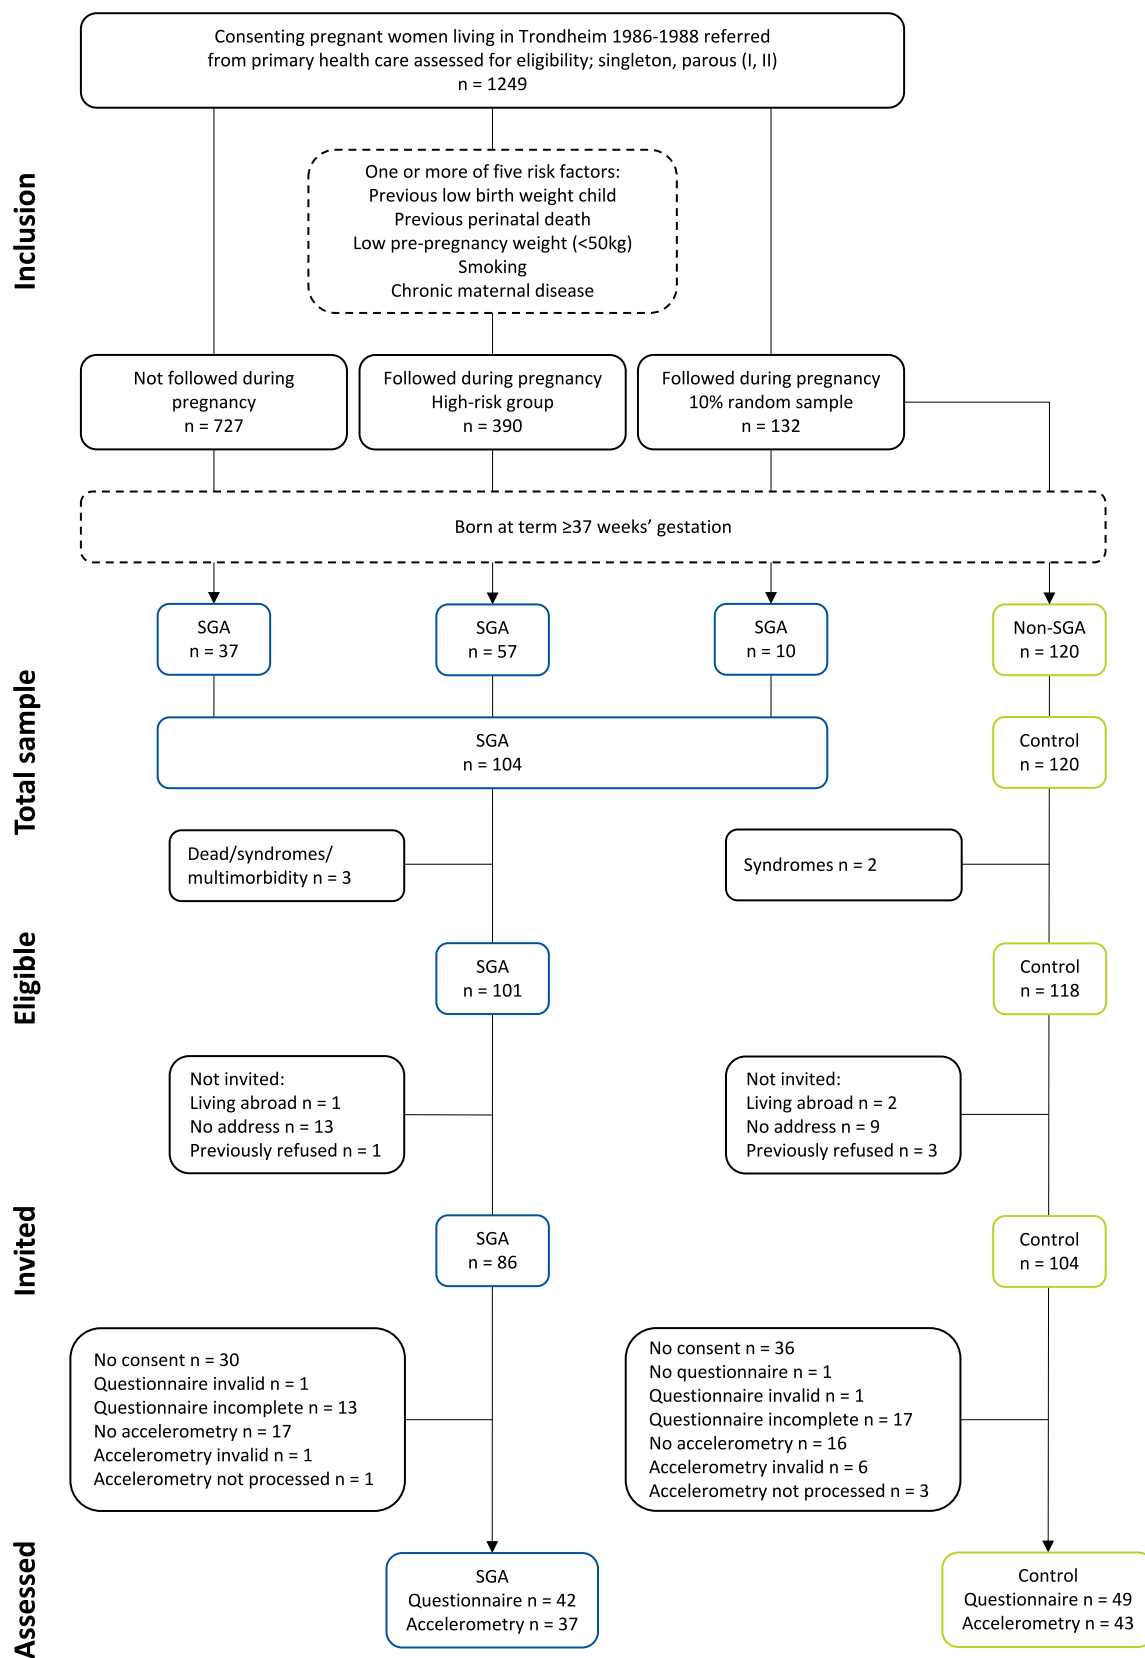 Consenting pregnant women living in Trondheim 1986-1988 referred
from primary health care assessed for eligibility; singleton, parous (I, II)
n = 1249
Inclusion
One or more of five risk factors:
Previous low birth weight child
Previous perinatal death
Low pre-pregnancy weight (<50kg)
Smoking
Chronic maternal disease
Not followed during
pregnancy
n = 727
Followed during pregnancy
High-risk group
n = 390
Followed during pregnancy
10% random sample
n = 132
Born at term ≥37 weeks’ gestation
Total sample
SGA
n = 37
SGA
n = 57
SGA
n = 10
Non-SGA
n = 120
SGA
n = 104
Control
n = 120
Dead/syndromes/
multimorbidity n = 3
Syndromes n = 2
Eligible
SGA
n = 101
Control
n = 118
Not invited:
Living abroad n = 1
No address n = 13
Previously refused n = 1
Not invited:
Living abroad n = 2
No address n = 9
Previously refused n = 3
Invited
SGA
n = 86
Control
n = 104
No consent n = 30
Questionnaire invalid n = 1
Questionnaire incomplete n = 13
No accelerometry n = 17
Accelerometry invalid n = 1
Accelerometry not processed n = 1
No consent n = 36
No questionnaire n = 1
Questionnaire invalid n = 1
Questionnaire incomplete n = 17
No accelerometry n = 16
Accelerometry invalid n = 6
Accelerometry not processed n = 3
Assessed
SGA
Questionnaire n = 42
Accelerometry n = 37
Control
Questionnaire n = 49
Accelerometry n = 43